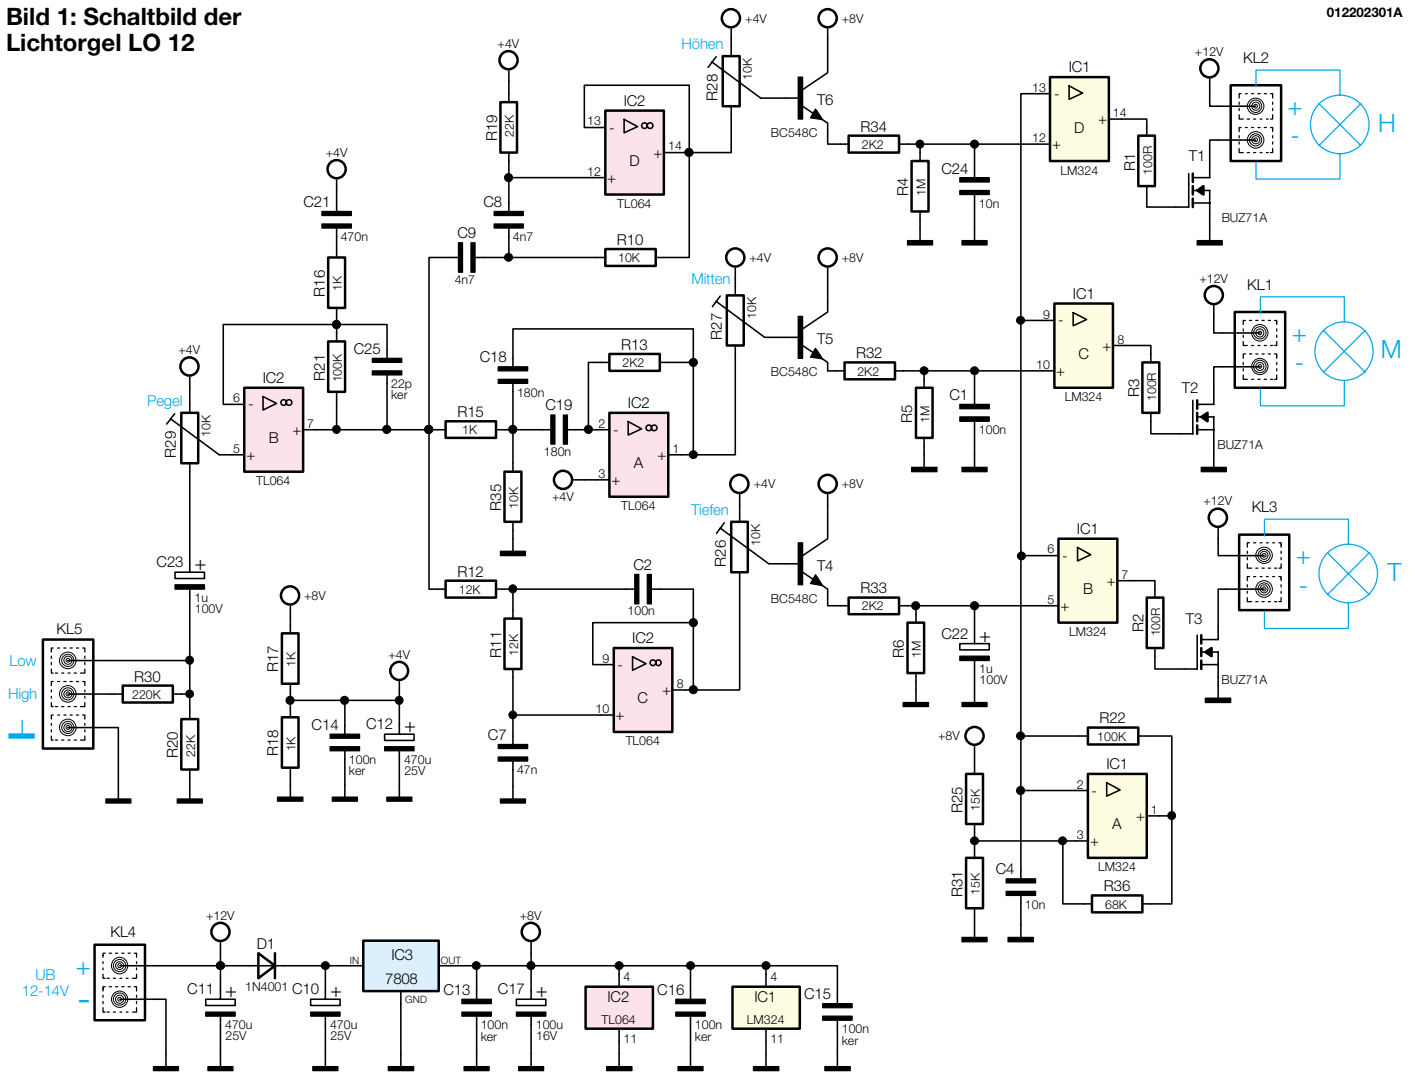 Bild 1: Schaltbild der
Lichtorgel LO 12
012202301A
+4V
+8V
Höhen
R28
10K
T6
BC548C
+4V
R19
22K
IC2
13
-
▷∞
D
12
+
+
14
TL064
C8
4n7
C9
4n7
R10
10K
R34
2K2
R4
1M
C24
10n
IC1
13
-
▷
D
12
+
+
14
LM324
R1
100R
T1
BUZ71A
+12V
KL2
+
-
H
+4V
C21
470n
R16
1K
R21
100K
C25
22p
ker
+4V
Pegel
R29
10K
IC2
6
-
▷∞
B
5
+
+
7
TL064
+4V
+8V
Mitten
R27
10K
T5
BC548C
C18
180n
R13
2K2
R15
1K
C19
180n
IC2
2
-
▷∞
A
3
+
+
1
TL064
+4V
R35
10K
R32
2K2
R5
1M
C1
100n
IC1
9
-
▷
C
10
+
+
8
LM324
R3
100R
T2
BUZ71A
+12V
KL1
+
-
M
+4V
+8V
Tiefen
R26
10K
T4
BC548C
R12
12K
C2
100n
R11
12K
IC2
9
-
▷∞
C
10
+
+
8
TL064
C7
47n
R33
2K2
R6
1M
C22
+
1u
100V
IC1
6
-
▷
B
5
+
+
7
LM324
R2
100R
T3
BUZ71A
+12V
KL3
+
-
T
C23
+
1u
100V
KL5
Low
High
R30
220K
R20
22K
+8V
R17
1K
R18
1K
+4V
C14
100n
ker
C12
+
470u
25V
+8V
R25
15K
R31
15K
R22
100K
IC1
2
-
▷
A
3
+
+
1
LM324
C4
10n
R36
68K
KL4
UB
12-14V
+
-
+12V
C11
+
470u
25V
D1
1N4001
C10
+
470u
25V
IN
IC3
7808
OUT
GND
C13
100n
ker
+8V
C17
+
100u
16V
4
IC2
TL064
11
C16
100n
ker
4
IC1
LM324
11
C15
100n
ker